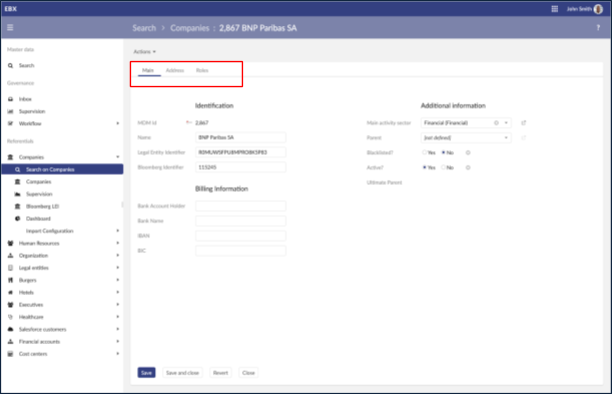 EBX
John Smith
Search > Companies : 2,867 BNP Paribas SA
?
Master data
Search
Governance
Inbox
Supervision
Workflow
Referentials
Companies
Search on Companies
Companies
Supervision
Bloomberg LEI
Dashboard
Import Configuration
Human Resources
Organization
Legal entities
Burgers
Hotels
Executives
Healthcare
Salesforce customers
Financial accounts
Cost centers
Actions
Main Address Roles
Identification
MDM Id 2,867
Name BNP Paribas SA
Legal Entity Identifier R0MUWSFPU8MPRO8K5P83
Bloomberg Identifier 115245
Billing Information
Bank Account Holder
Bank Name
IBAN
BIC
Additional information
Main activity sector Financial (Financial)
Parent [not defined]
Blacklisted? Yes No
Active? Yes No
Ultimate Parent
Save Save and close Revert Close